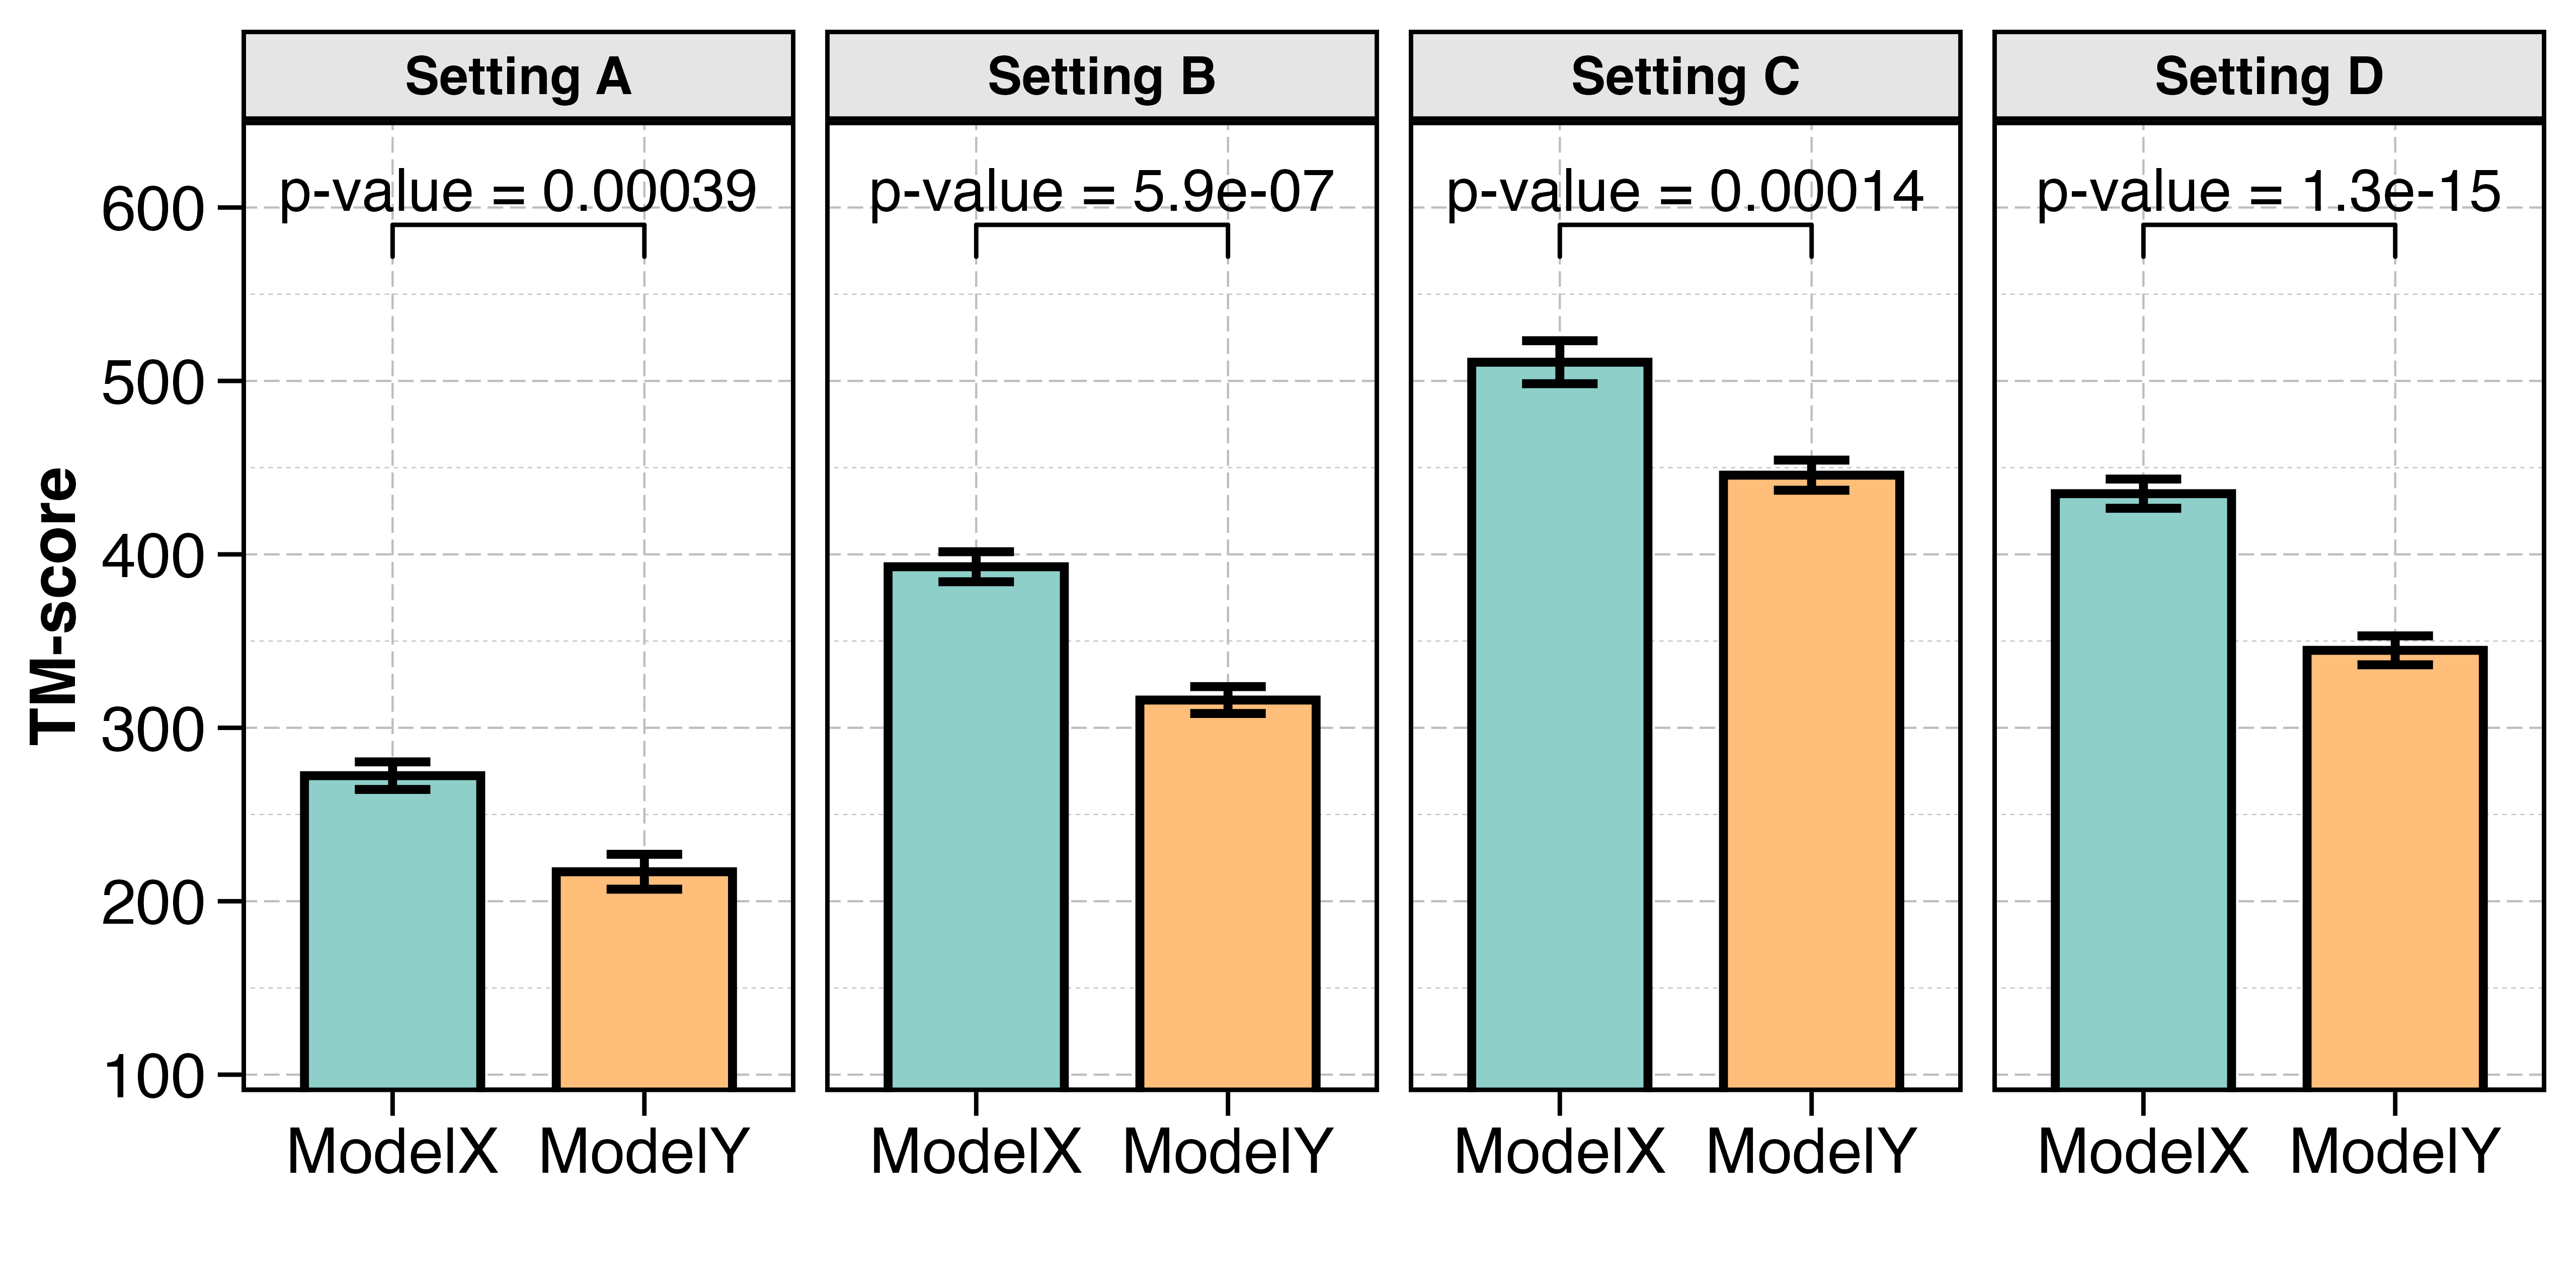 Setting A
Setting B
Setting C
Setting D
p-value = 0.00039
p-value = 5.9e-07
p-value = 0.00014
p-value = 1.3e-15
TM-score
600
500
400
300
200
100
ModelX
ModelY
ModelX
ModelY
ModelX
ModelY
ModelX
ModelY